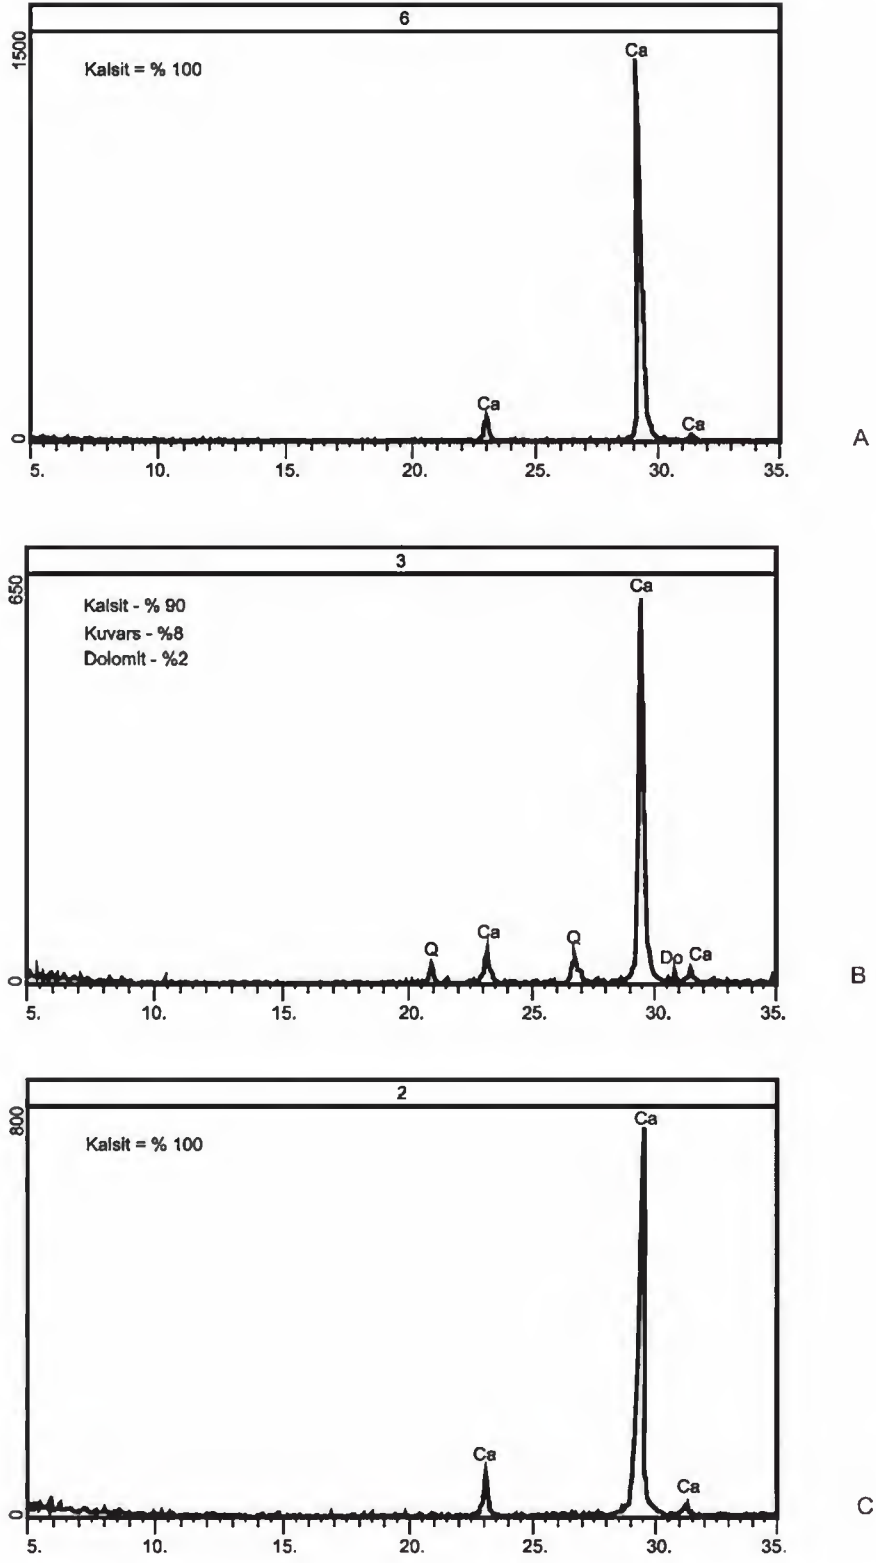 6
1500
Kalsit = % 100
Ca
Ca
Ca
0
5. 10. 15. 20. 25. 30. 35.
A
3
650
Kalsit - % 90
Kuvars - %8
Dolomit - %2
Ca
Q
Ca
Q
Do
Ca
0
5. 10. 15. 20. 25. 30. 35.
B
2
800
Kalsit = % 100
Ca
Ca
Ca
0
5. 10. 15. 20. 25. 30. 35.
C